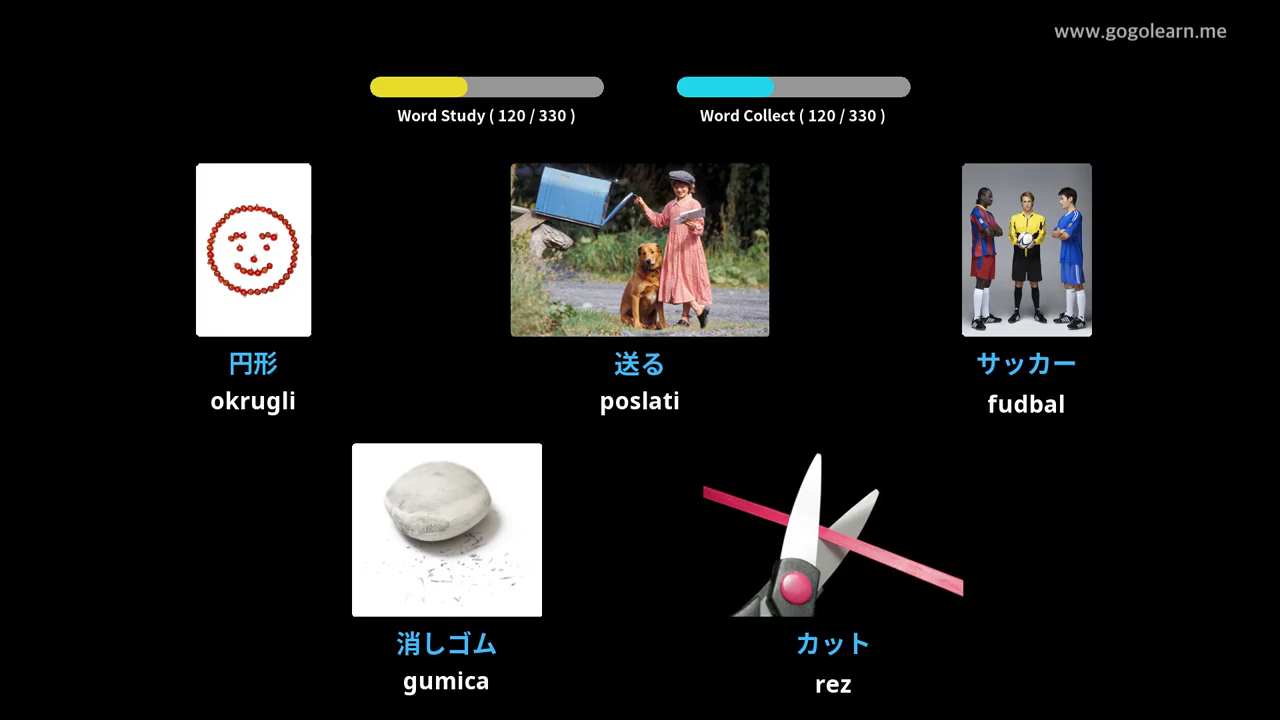 www.gogolearn.me
Word Study ( 120 / 330 )
Word Collect ( 120 / 330 )
円形
okrugli
送る
poslati
サッカー
fudbal
消しゴム
gumica
カット
rez